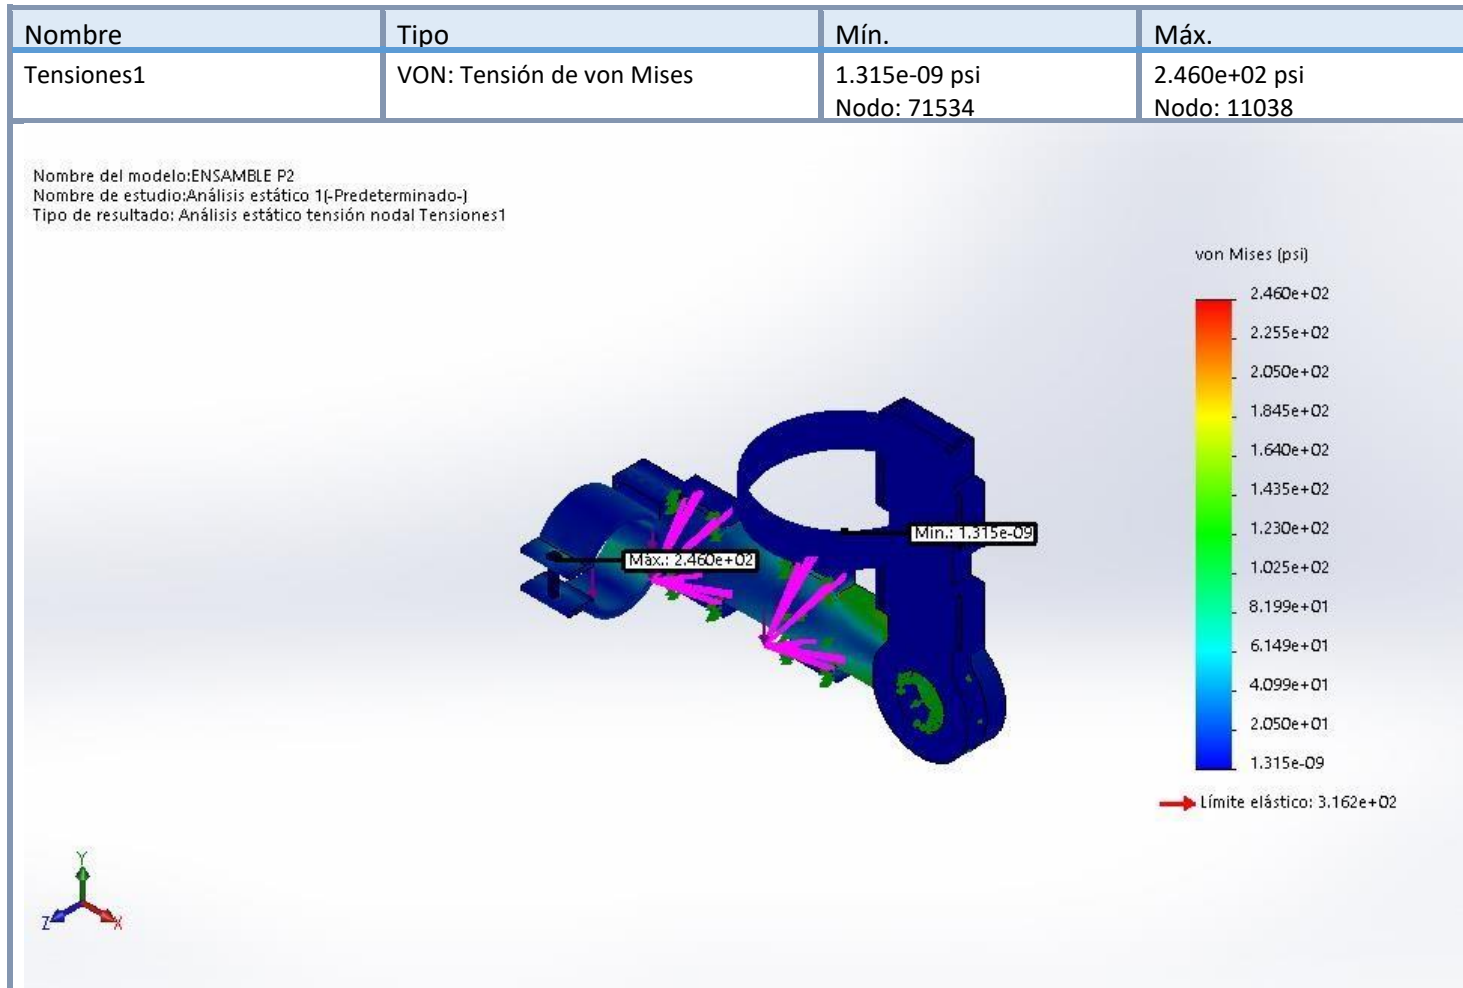 Nombre Tipo Mín. Máx.
Tensiones1 VON: Tensión de von Mises 1.315e-09 psi 2.460e+02 psi
Nodo: 71534 Nodo: 11038
Nombre del modelo:ENSAMBLE P2
Nombre de estudio:Análisis estático 1(-Predeterminado-)
Tipo de resultado: Análisis estático tensión nodal Tensiones1
von Mises (psi)
2.460e+02
2.255e+02
2.050e+02
1.845e+02
1.640e+02
1.435e+02
1.230e+02
1.025e+02
8.199e+01
6.149e+01
4.099e+01
2.050e+01
1.315e-09
Límite elástico: 3.162e+02
Mín.: 1.315e-09
Máx.: 2.460e+02
Y
Z
X